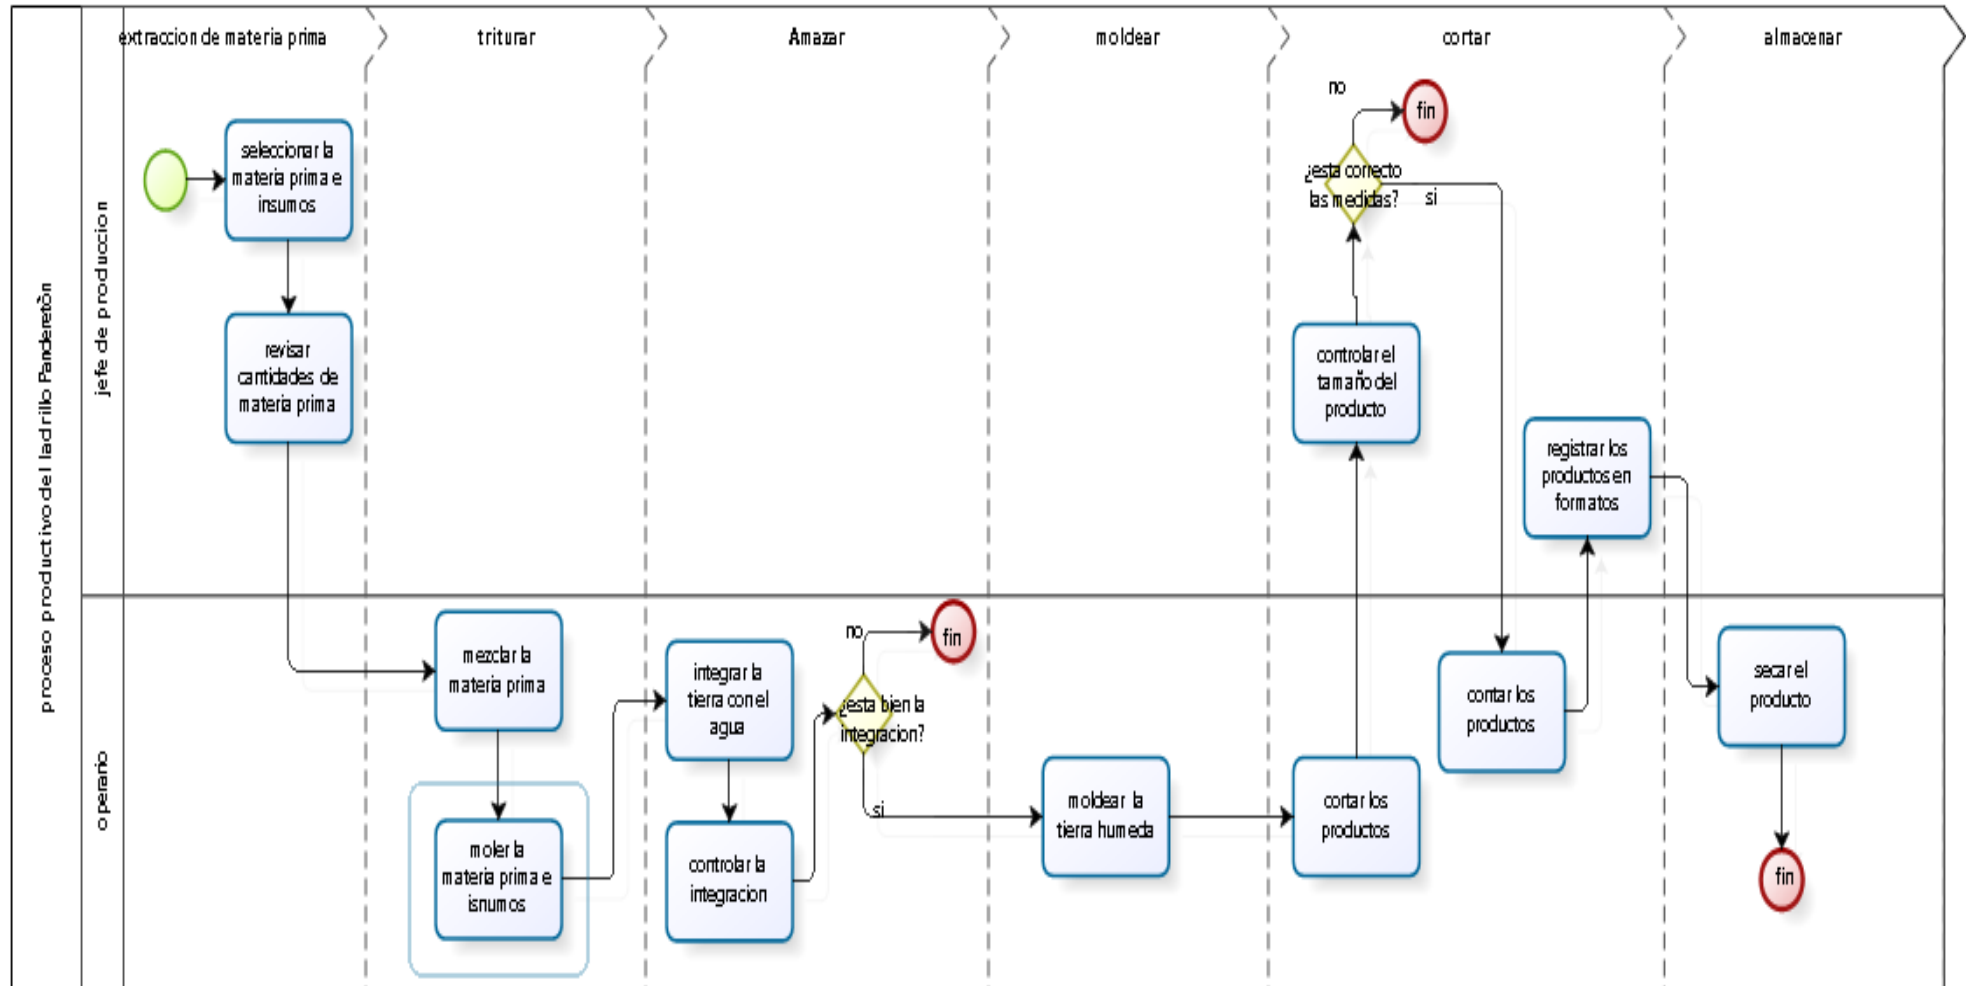 extraccion de materia prima
triturar
Amazar
moldear
cortar
almacenar
proceso productivo del ladrillo Panderetòn
jefe de produccion
operario
seleccionar la
materia prima e
insumos
revisar
cantidades de
materia prima
mezclar la
materia prima
moler la
materia prima e
isnumos
integrar la
tierra con el
agua
controlar la
integracion
¿esta bien la
integracion?
no
fin
si
moldear la
tierra humeda
cortar los
productos
controlar el
tamaño del
producto
¿esta correcto
las medidas?
no
fin
si
contar los
productos
registrar los
productos en
formatos
secar el
producto
fin